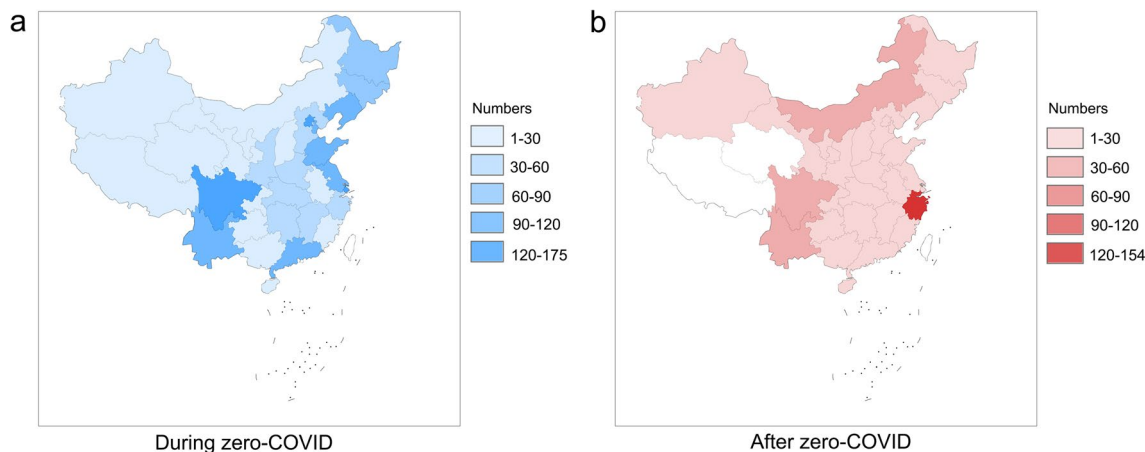 a
Numbers
1-30
30-60
60-90
90-120
120-175
During zero-COVID
b
Numbers
1-30
30-60
60-90
90-120
120-154
After zero-COVID